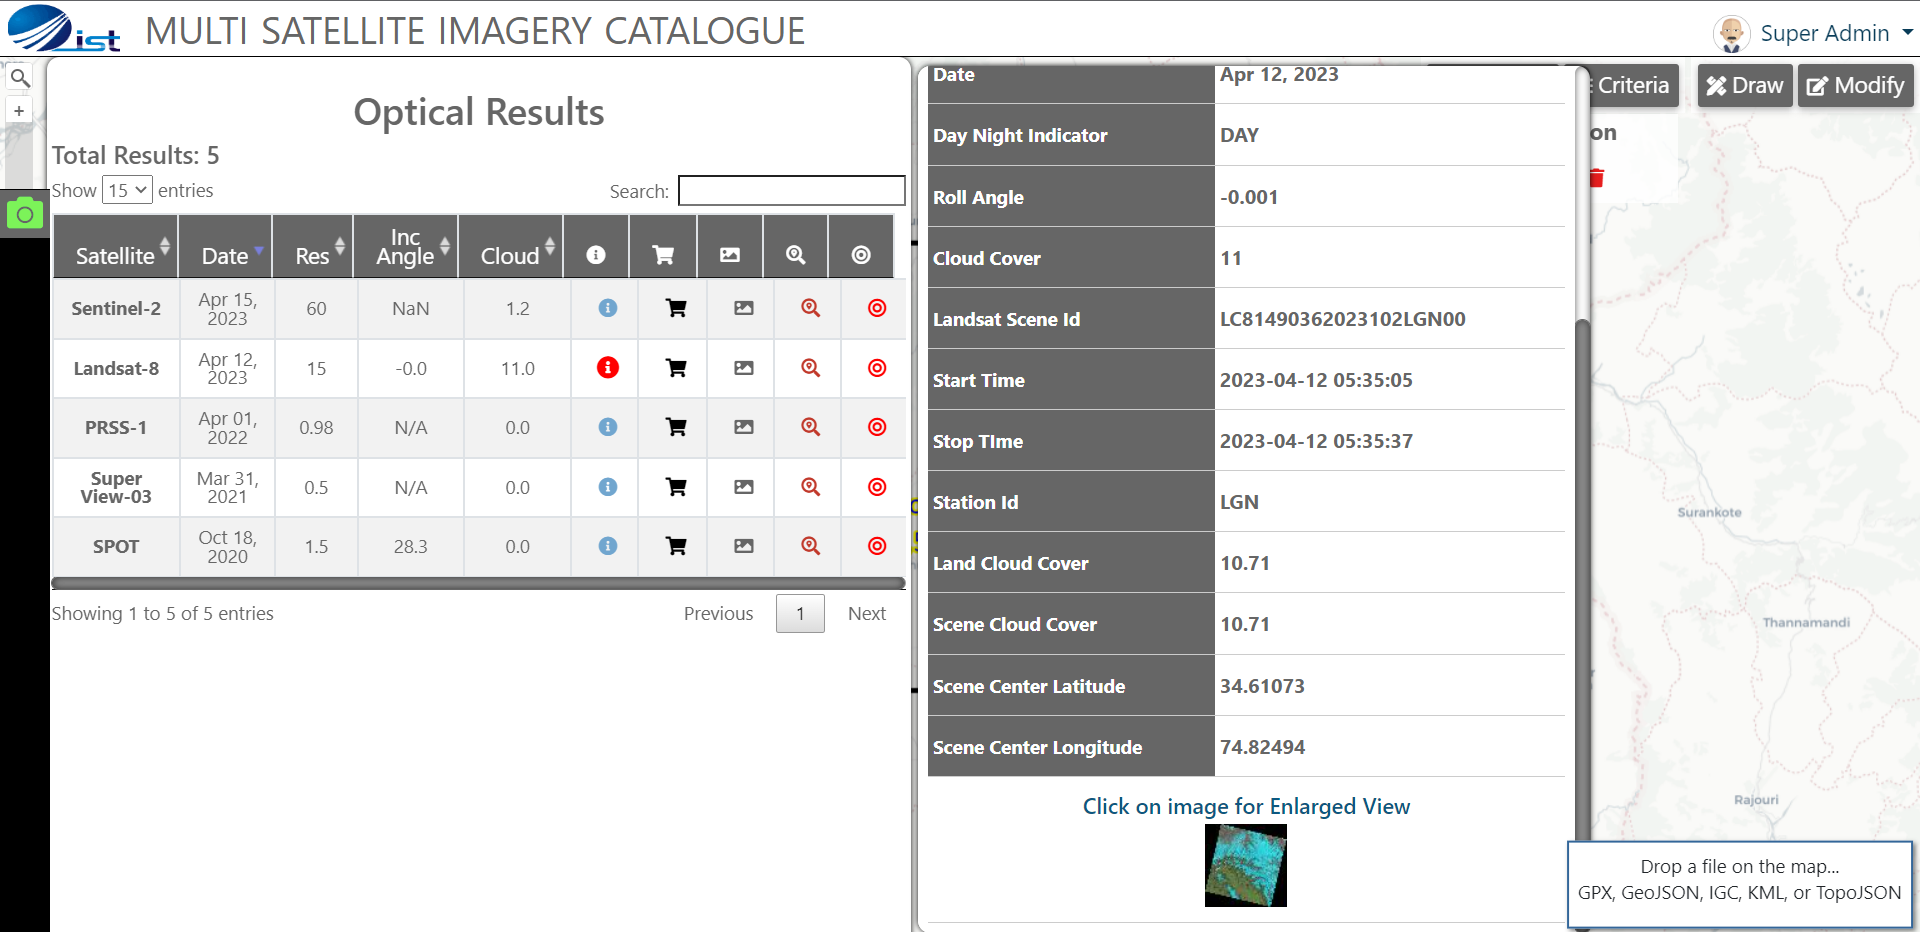 ist
MULTI SATELLITE IMAGERY CATALOGUE
Super Admin
+
Optical Results
Total Results: 5
Show 15 entries
Search:
Satellite Date Res Inc Angle Cloud
Sentinel-2 Apr 15, 2023 60 NaN 1.2
Landsat-8 Apr 12, 2023 15 -0.0 11.0
PRSS-1 Apr 01, 2022 0.98 N/A 0.0
Super View-03 Mar 31, 2021 0.5 N/A 0.0
SPOT Oct 18, 2020 1.5 28.3 0.0
Showing 1 to 5 of 5 entries
Previous 1 Next
Date Apr 12, 2023
Day Night Indicator DAY
Roll Angle -0.001
Cloud Cover 11
Landsat Scene Id LC81490362023102LGN00
Start Time 2023-04-12 05:35:05
Stop TIme 2023-04-12 05:35:37
Station Id LGN
Land Cloud Cover 10.71
Scene Cloud Cover 10.71
Scene Center Latitude 34.61073
Scene Center Longitude 74.82494
Click on image for Enlarged View
Criteria
Draw
Modify
on
Surankote
Thannamandi
Rajouri
Drop a file on the map...
GPX, GeoJSON, IGC, KML, or TopoJSON